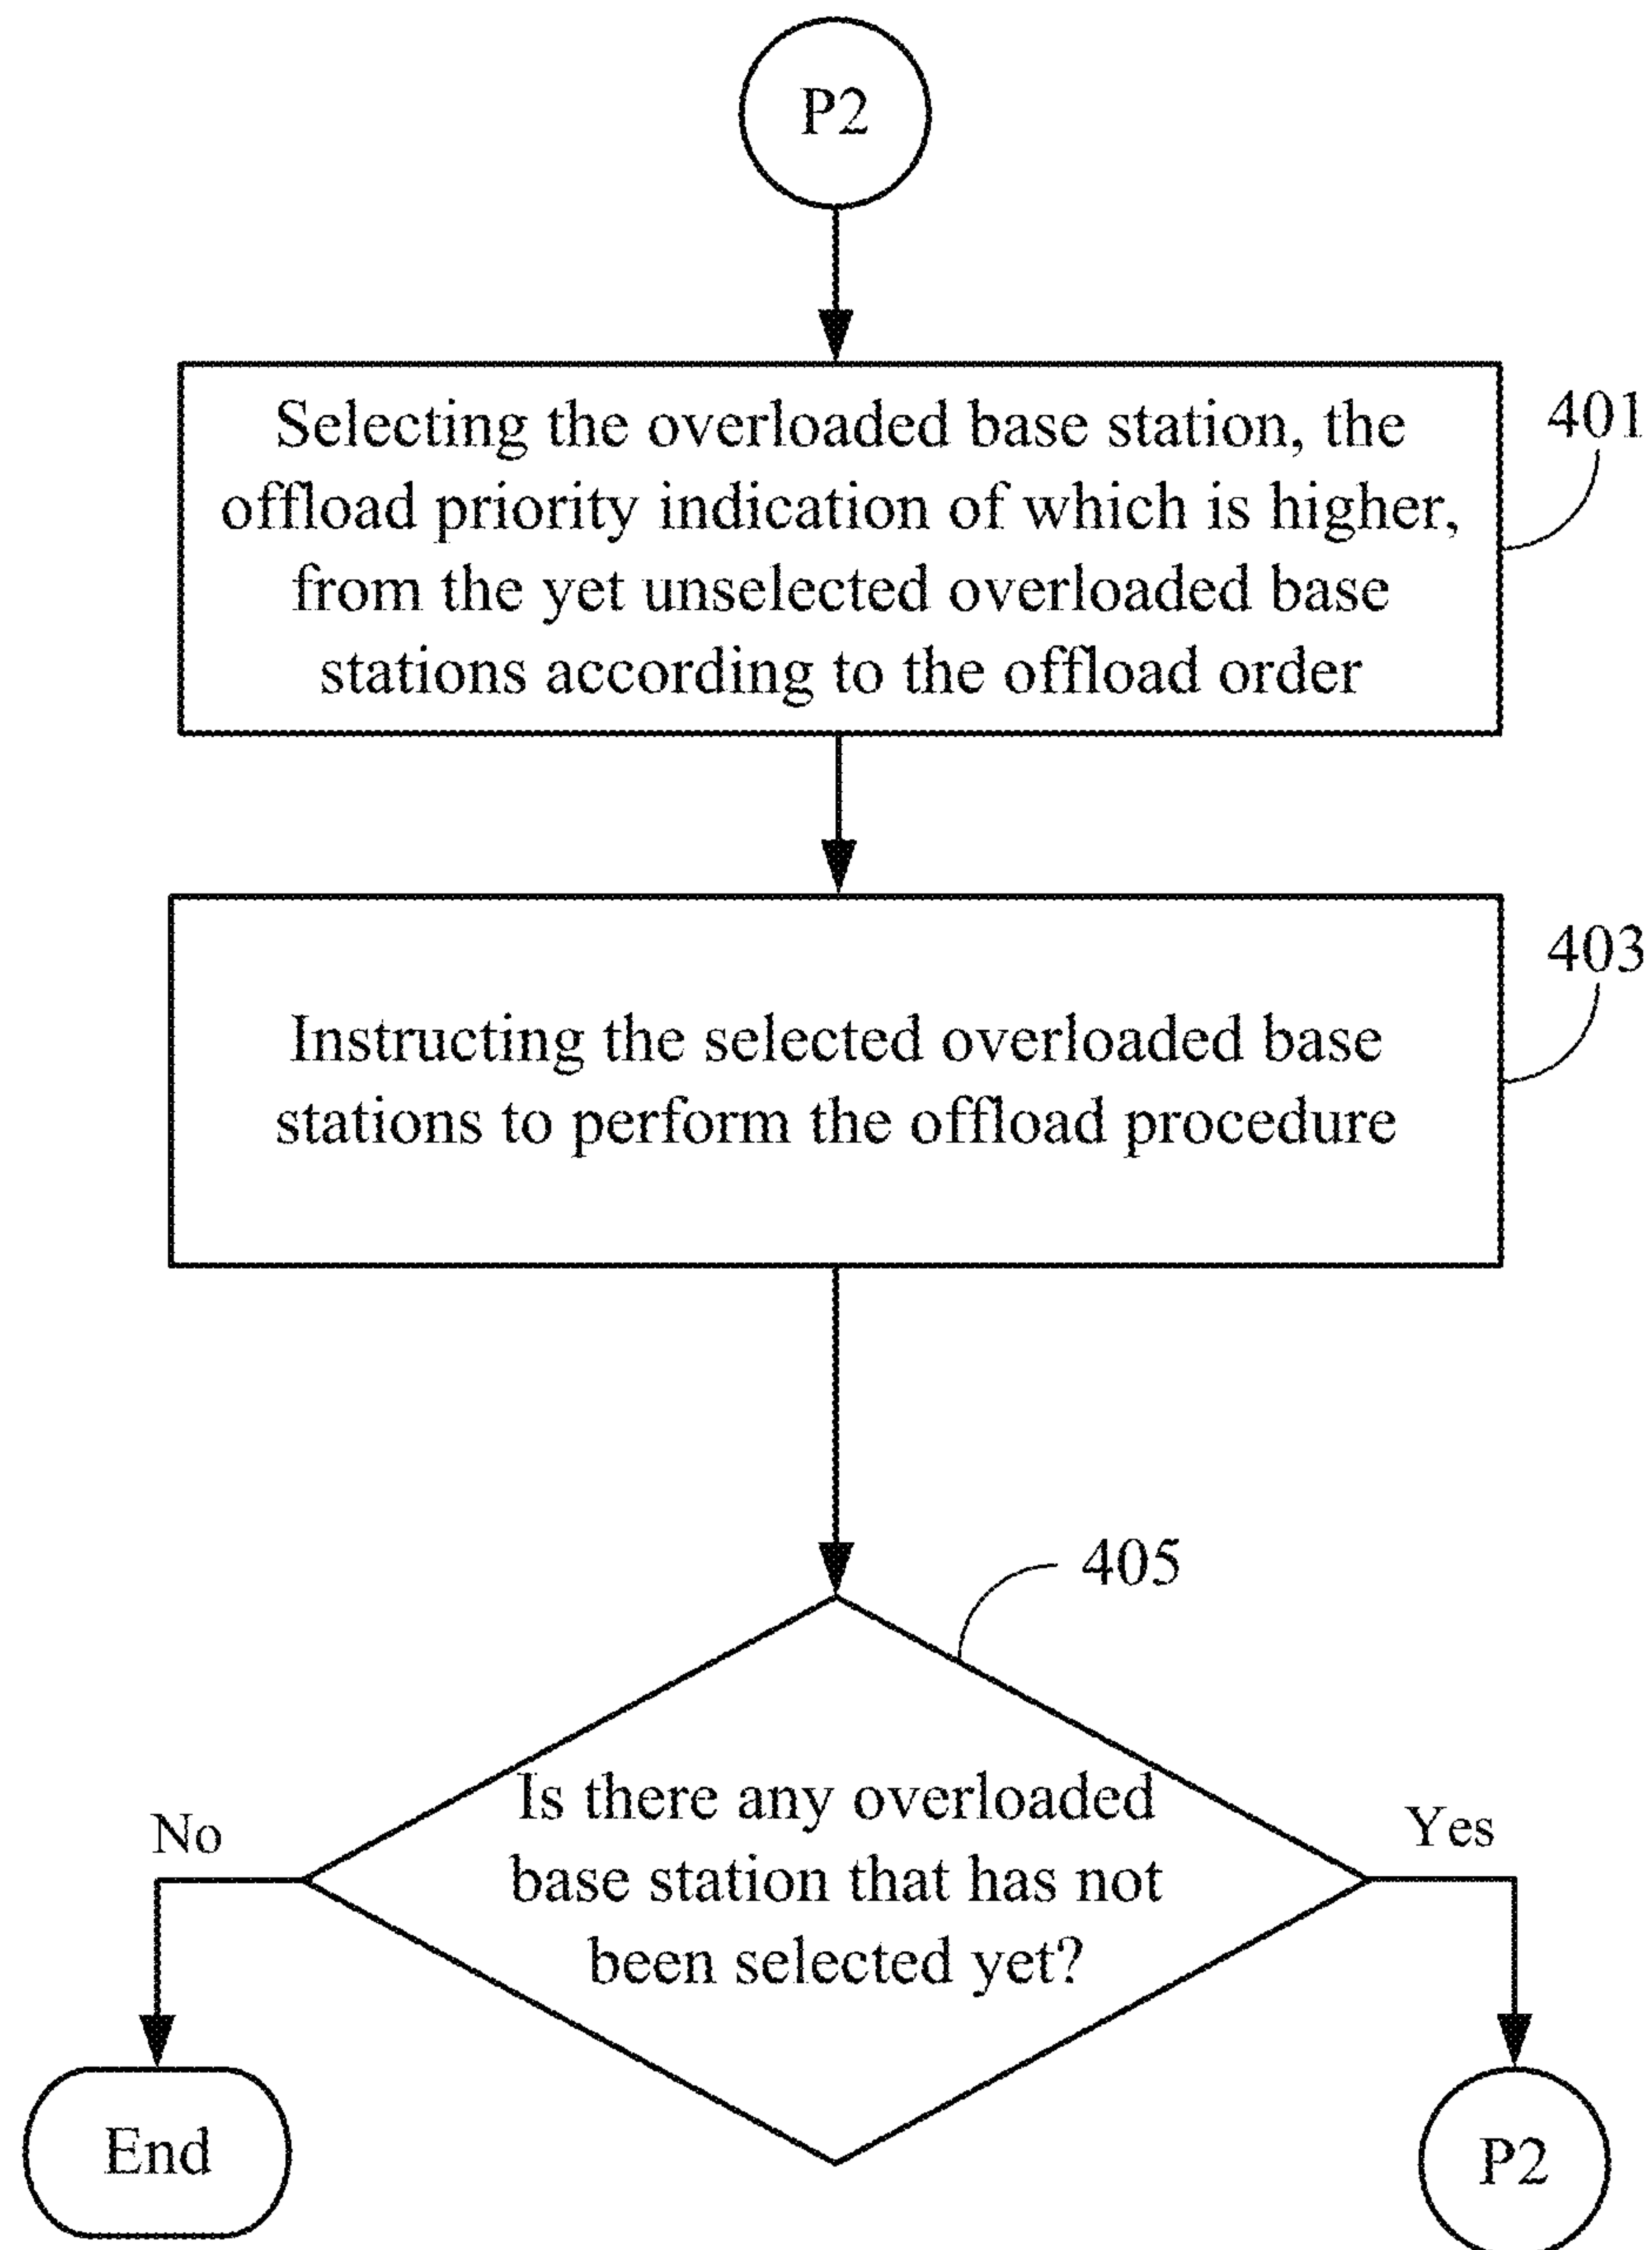 P2
Selecting the overloaded base station, the
offload priority indication of which is higher,
from the yet unselected overloaded base
stations according to the offload order
401
Instructing the selected overloaded base
stations to perform the offload procedure
403
405
Is there any overloaded
base station that has not
been selected yet?
No
Yes
End
P2